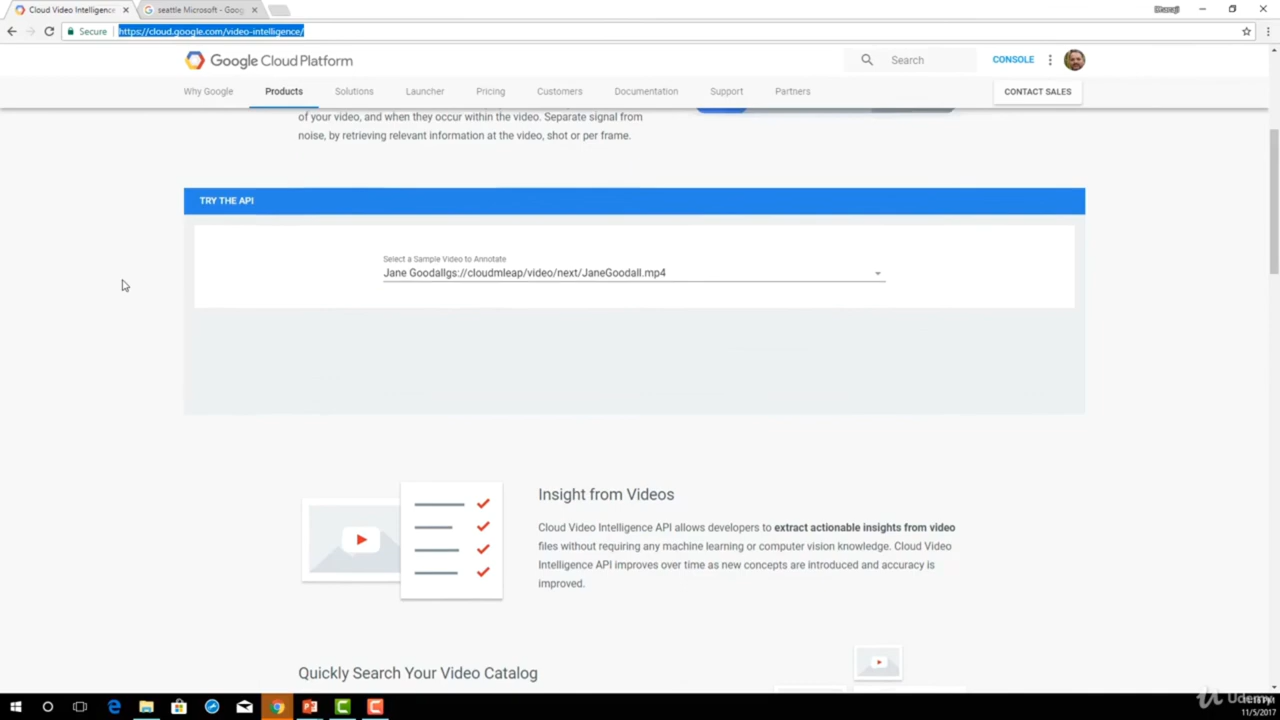 Cloud Video Intelligence
seattle Microsoft - Goog
Secure
https://cloud.google.com/video-intelligence/
Google Cloud Platform
Search
CONSOLE
Why Google
Products
Solutions
Launcher
Pricing
Customers
Documentation
Support
Partners
CONTACT SALES
of your video, and when they occur within the video. Separate signal from
noise, by retrieving relevant information at the video, shot or per frame.
TRY THE API
Select a Sample Video to Annotate
Jane Goodallgs://cloudmleap/video/next/JaneGoodall.mp4
Insight from Videos
Cloud Video Intelligence API allows developers to extract actionable insights from video
files without requiring any machine learning or computer vision knowledge. Cloud Video
Intelligence API improves over time as new concepts are introduced and accuracy is
improved.
Quickly Search Your Video Catalog
Udemy
11/5/2017